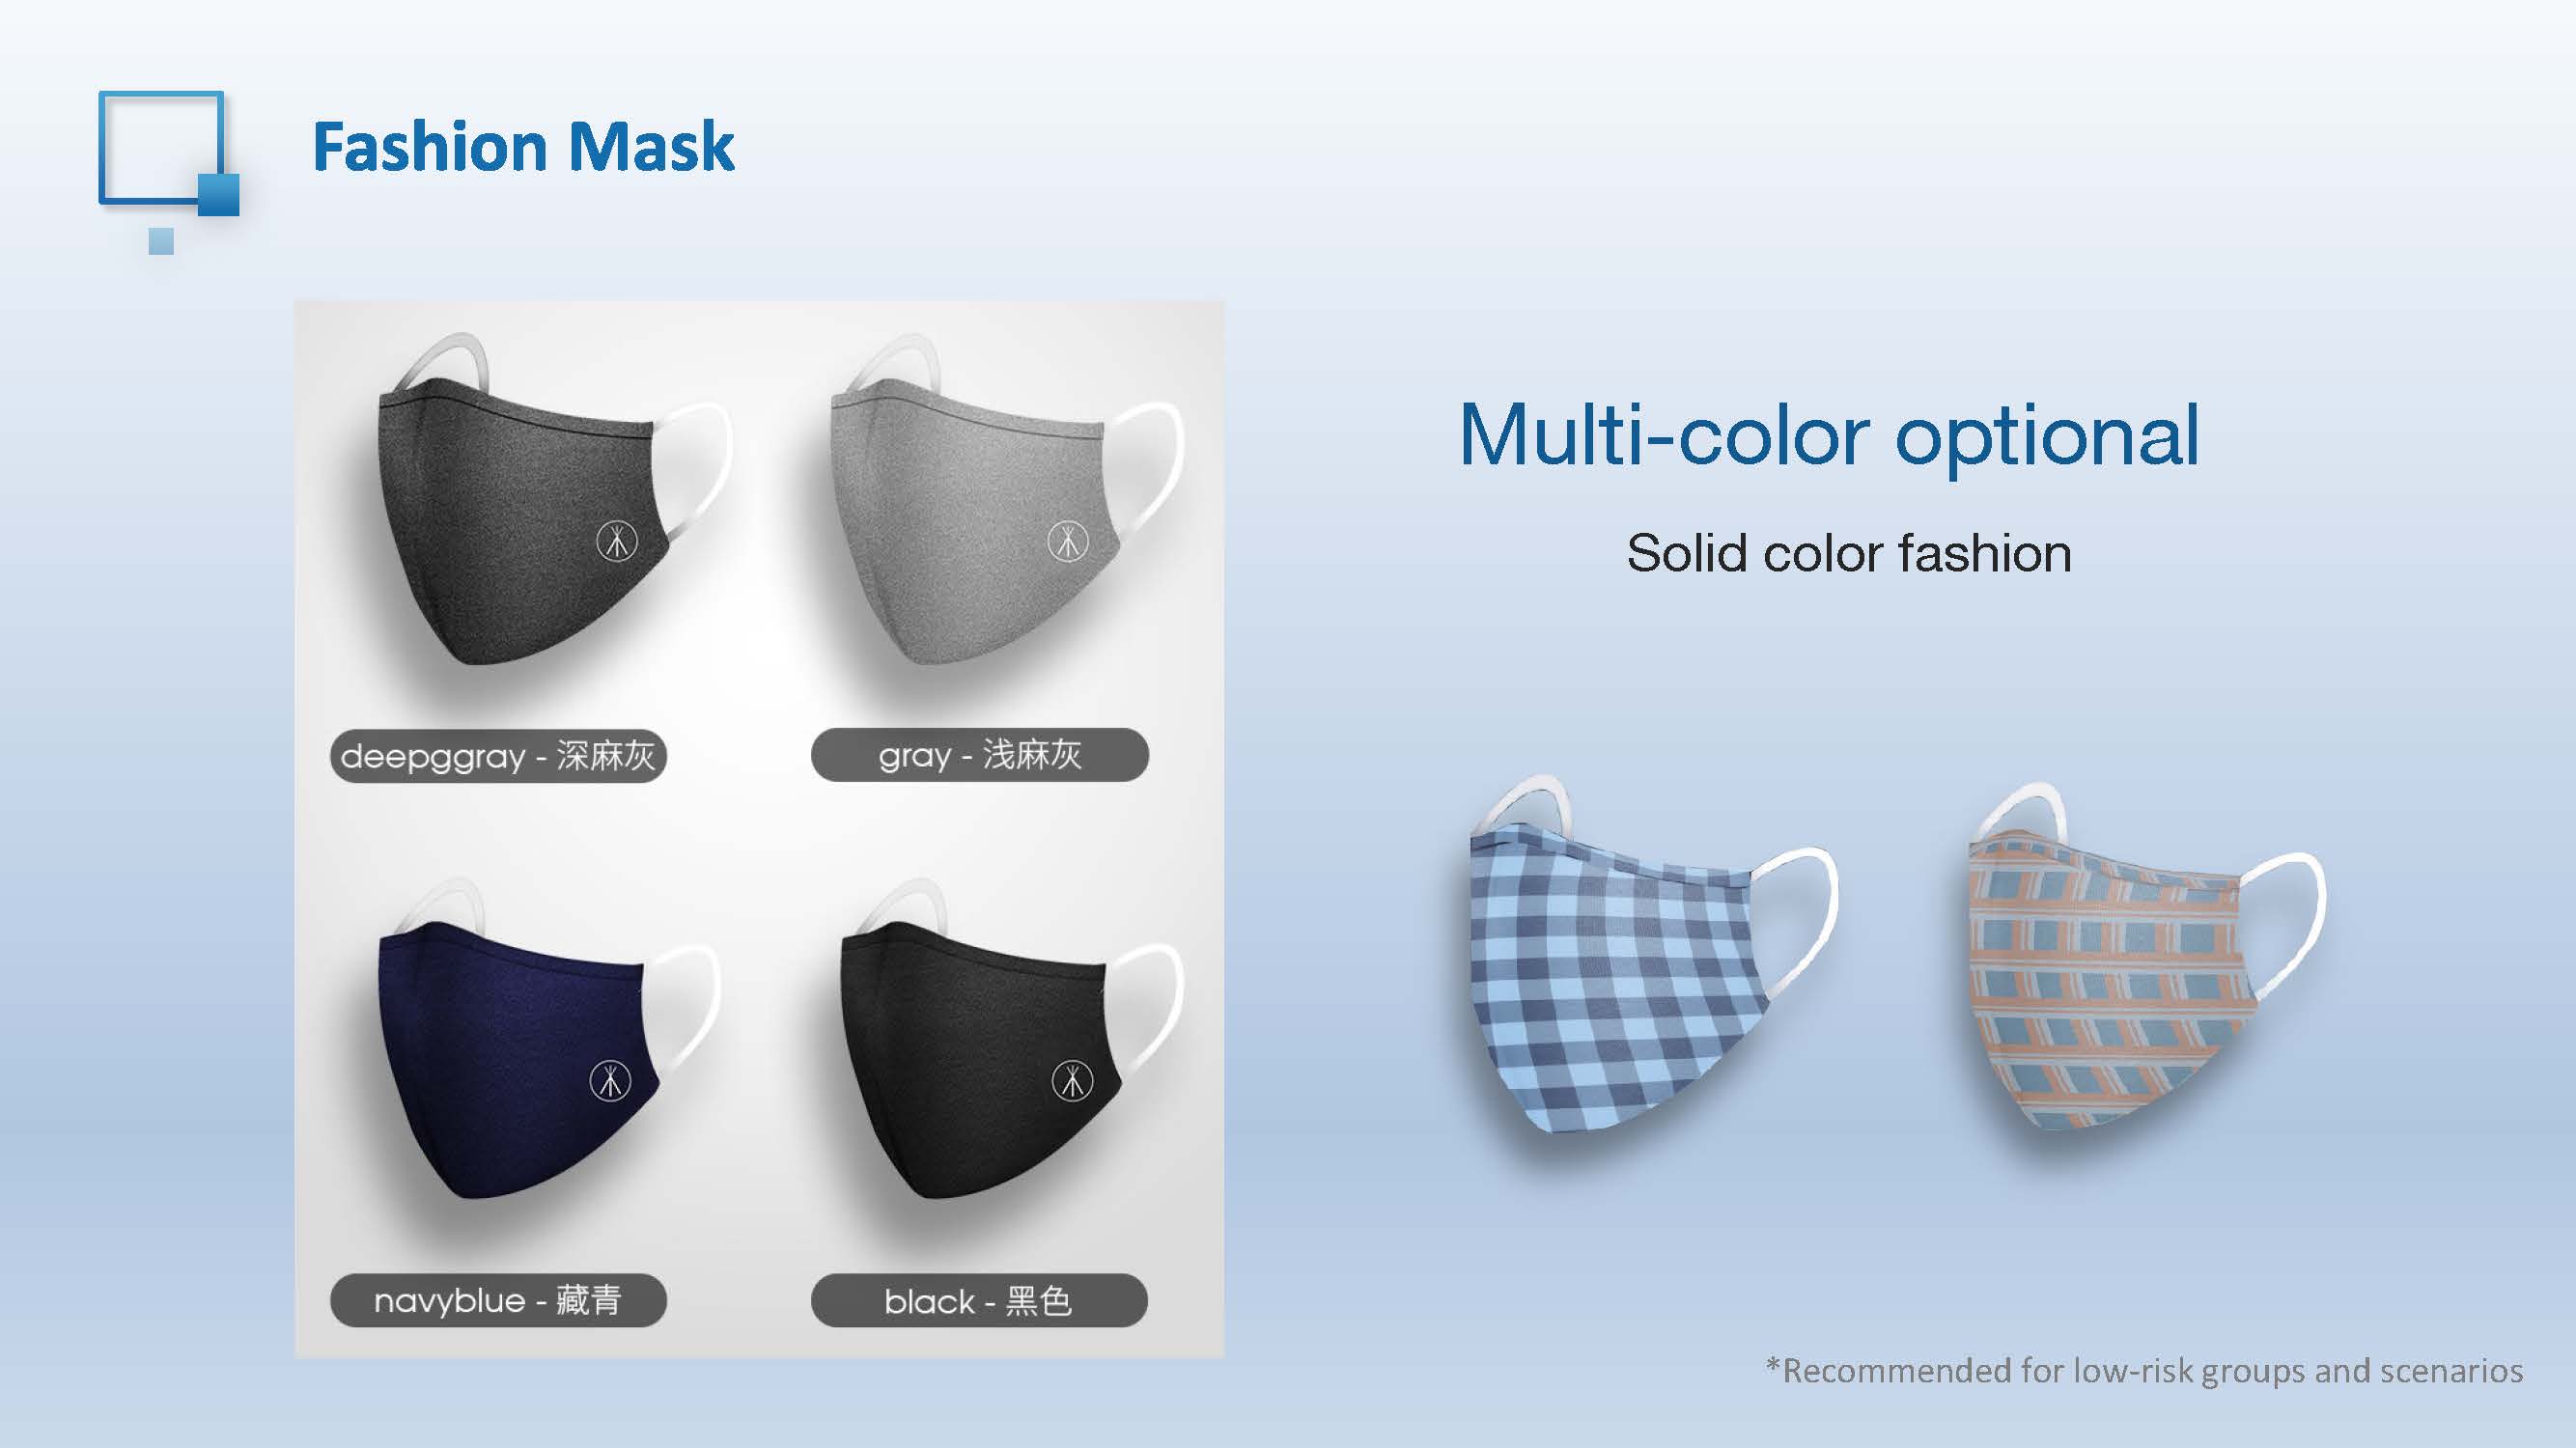 Fashion Mask
Multi-color optional
Solid color fashion
deepggray - 深麻灰
gray - 浅麻灰
navyblue - 藏青
black - 黑色
*Recommended for low-risk groups and scenarios